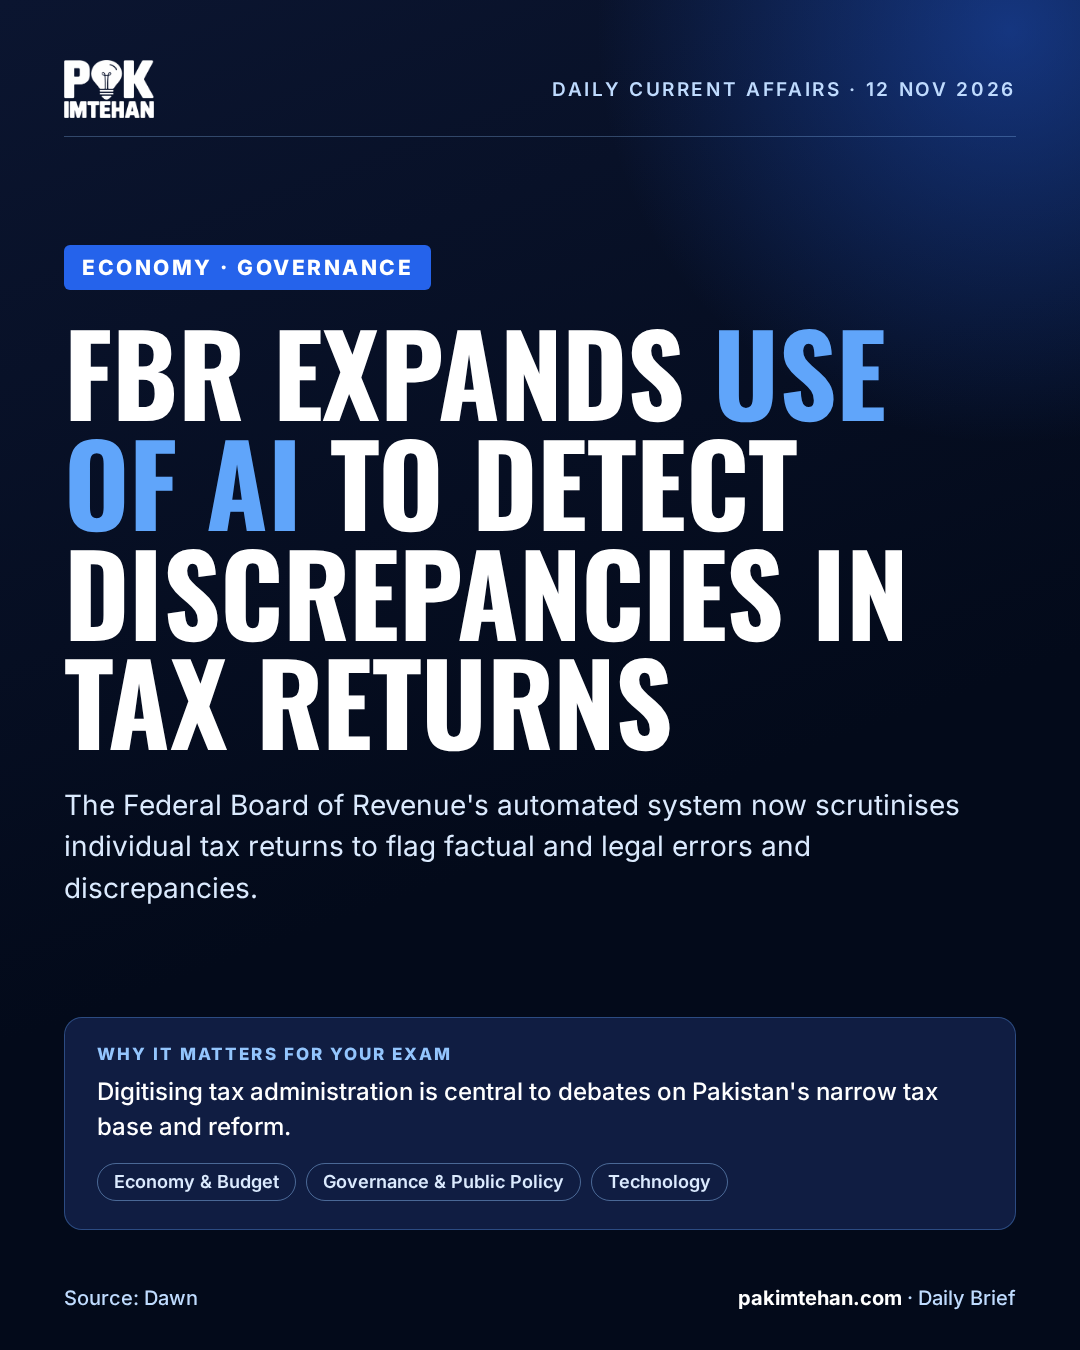 PAK
IMTEHAN
DAILY CURRENT AFFAIRS · 12 NOV 2026
ECONOMY · GOVERNANCE
FBR EXPANDS USE
OF AI TO DETECT
DISCREPANCIES IN
TAX RETURNS
The Federal Board of Revenue's automated system now scrutinises
individual tax returns to flag factual and legal errors and
discrepancies.
WHY IT MATTERS FOR YOUR EXAM
Digitising tax administration is central to debates on Pakistan's narrow tax
base and reform.
Economy & Budget Governance & Public Policy Technology
Source: Dawn
pakimtehan.com · Daily Brief